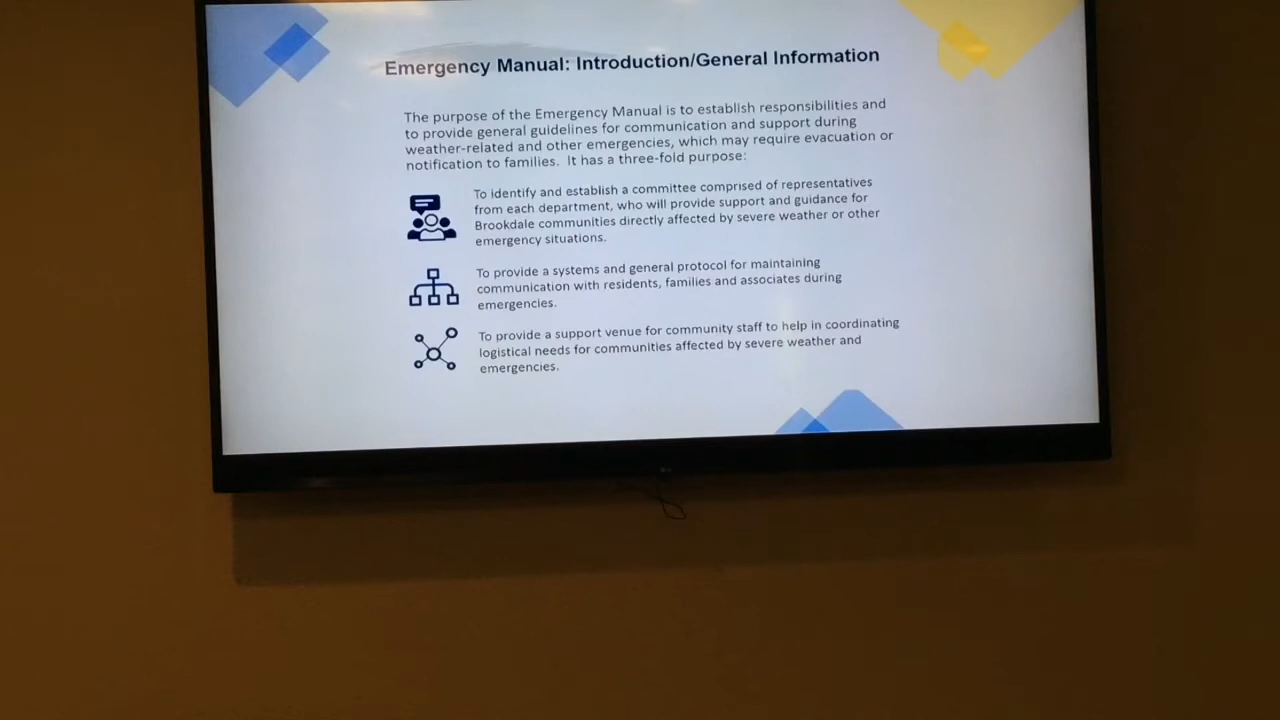 Emergency Manual: Introduction/General Information
The purpose of the Emergency Manual is to establish responsibilities and
to provide general guidelines for communication and support during
weather-related and other emergencies, which may require evacuation or
notification to families. It has a three-fold purpose:
To identify and establish a committee comprised of representatives
from each department, who will provide support and guidance for
Brookdale communities directly affected by severe weather or other
emergency situations.
To provide a systems and general protocol for maintaining
communication with residents, families and associates during
emergencies.
To provide a support venue for community staff to help in coordinating
logistical needs for communities affected by severe weather and
emergencies.